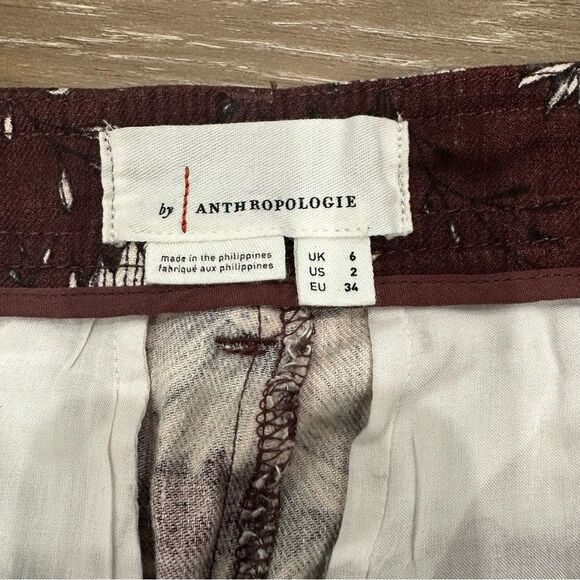 by | ANTHROPOLOGIE
made in the philippines
fabriqué aux philippines
UK 6
US 2
EU 34